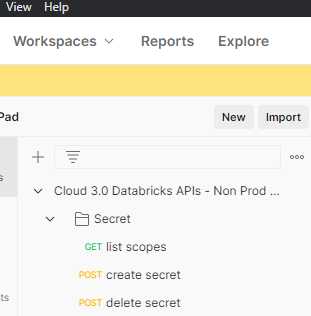 View Help
Workspaces Reports Explore
Pad
New Import
Cloud 3.0 Databricks APIs - Non Prod ...
s
Secret
GET list scopes
POST create secret
ts
POST delete secret